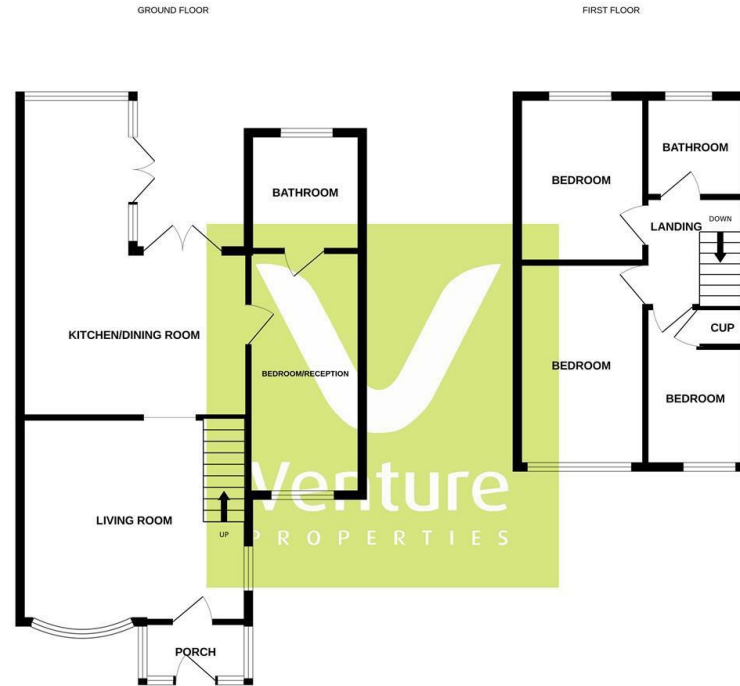 GROUND FLOOR
BATHROOM
KITCHEN/DINING ROOM
BEDROOM/RECEPTION
LIVING ROOM
UP
PORCH
FIRST FLOOR
BEDROOM
BATHROOM
LANDING
DOWN
CUP
BEDROOM
BEDROOM
Venture
PROPERTIES